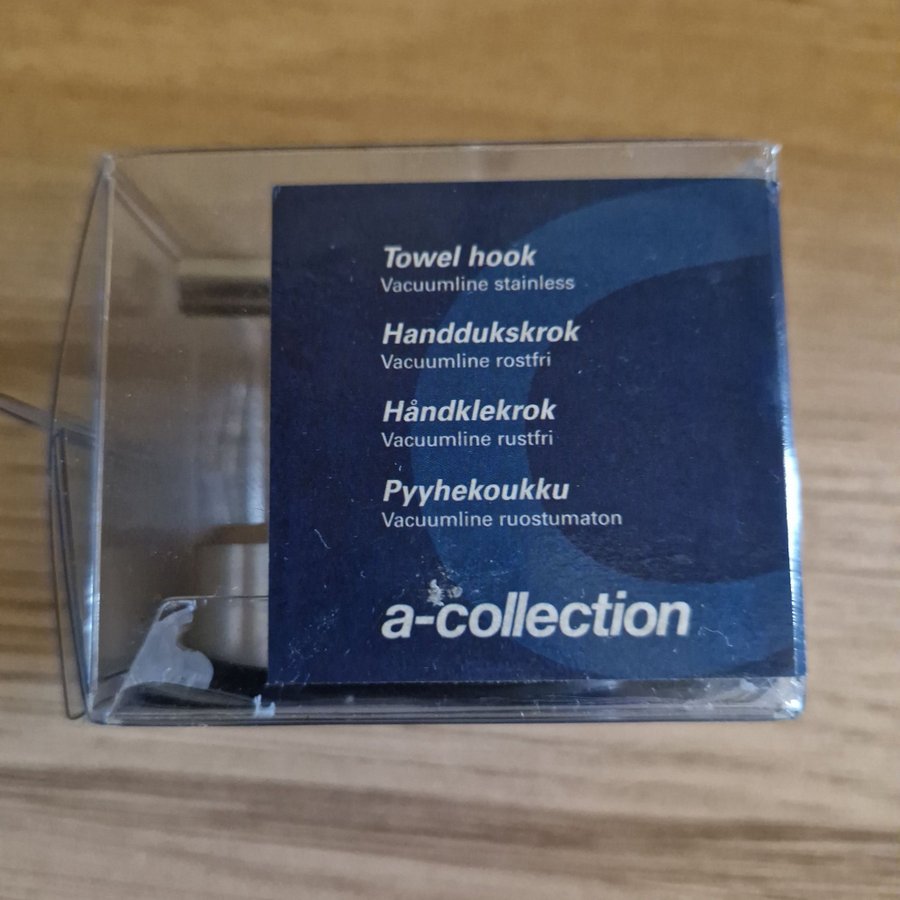 Towel hook
Vacuumline stainless
Handdukskrok
Vacuumline rostfri
Håndklekrok
Vacuumline rustfri
Pyyhekoukku
Vacuumline ruostumaton
a-collection